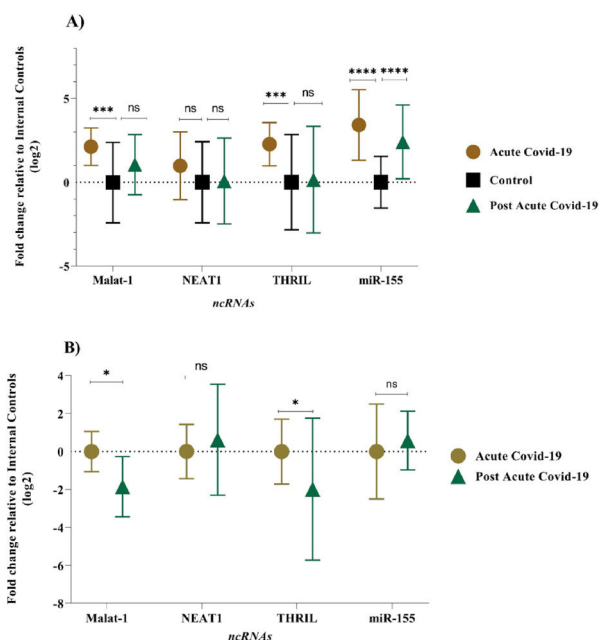 A)
Fold change relative to Internal Controls
(log2)
5
0
-5
*** ns
ns ns
*** ns
**** ****
Malat-1 NEAT1 THRIL miR-155
ncRNAs
Acute Covid-19
Control
Post Acute Covid-19
B)
Fold change relative to Internal Controls
(log2)
4
2
0
-2
-4
-6
-8
*
ns
*
ns
Malat-1 NEAT1 THRIL miR-155
ncRNAs
Acute Covid-19
Post Acute Covid-19